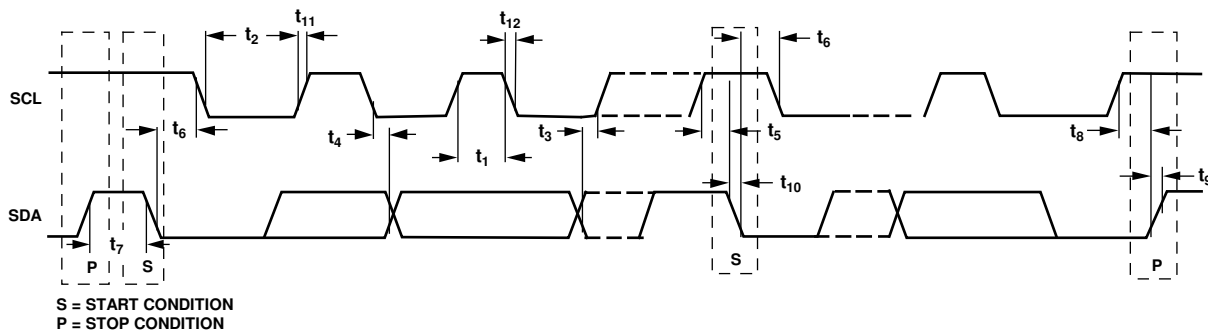 t11
t12
t2
t6
SCL
t6
t4
t3
t1
t5
t8
t10
t9
SDA
t7
P
S
S
P
S = START CONDITION
P = STOP CONDITION